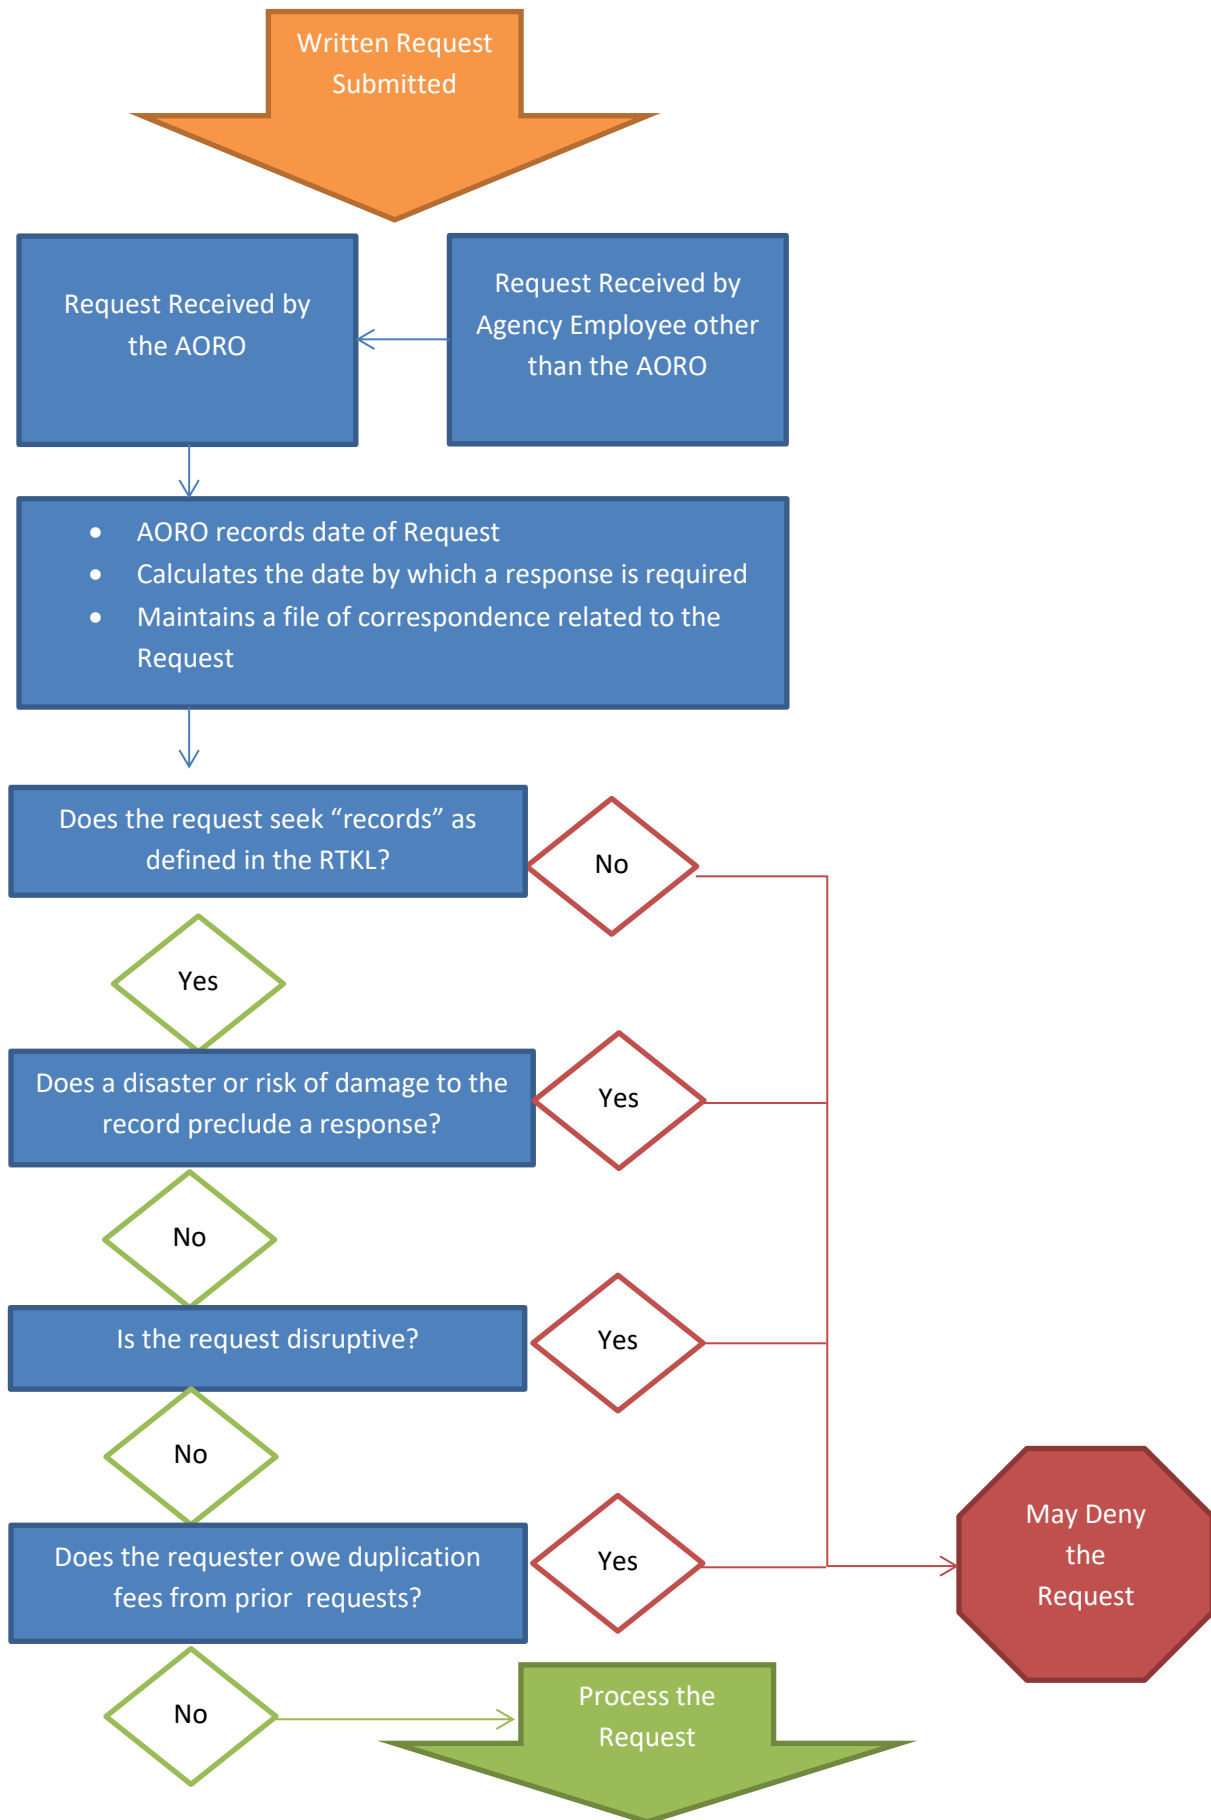 Written Request
Submitted
Request Received by
the AORO
Request Received by
Agency Employee other
than the AORO
• AORO records date of Request
• Calculates the date by which a response is required
• Maintains a file of correspondence related to the
Request
Does the request seek “records” as
defined in the RTKL?
No
Yes
Does a disaster or risk of damage to the
record preclude a response?
Yes
No
Is the request disruptive?
Yes
No
Does the requester owe duplication
fees from prior requests?
Yes
May Deny
the
Request
No
Process the
Request